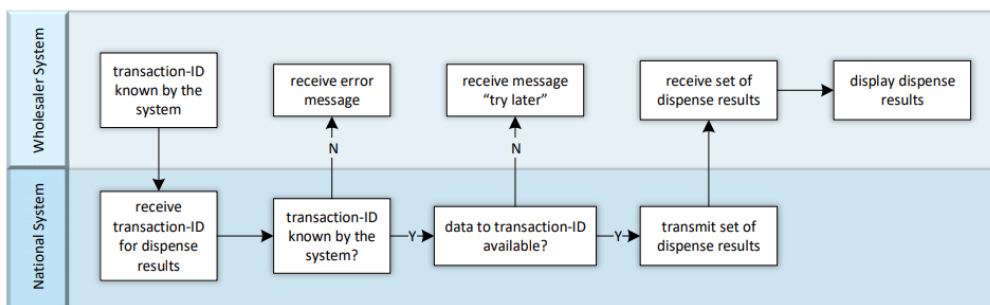 Wholesaler System
transaction-ID
known by the
system
receive error
message
receive message
“try later”
receive set of
dispense results
display dispense
results
N
N
National System
receive
transaction-ID
for dispense
results
transaction-ID
known by the
system?
Y
data to transaction-ID
available?
Y
transmit set of
dispense results